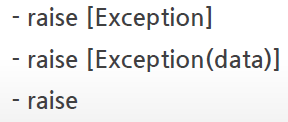 - raise [Exception]
- raise [Exception(data)]
- raise